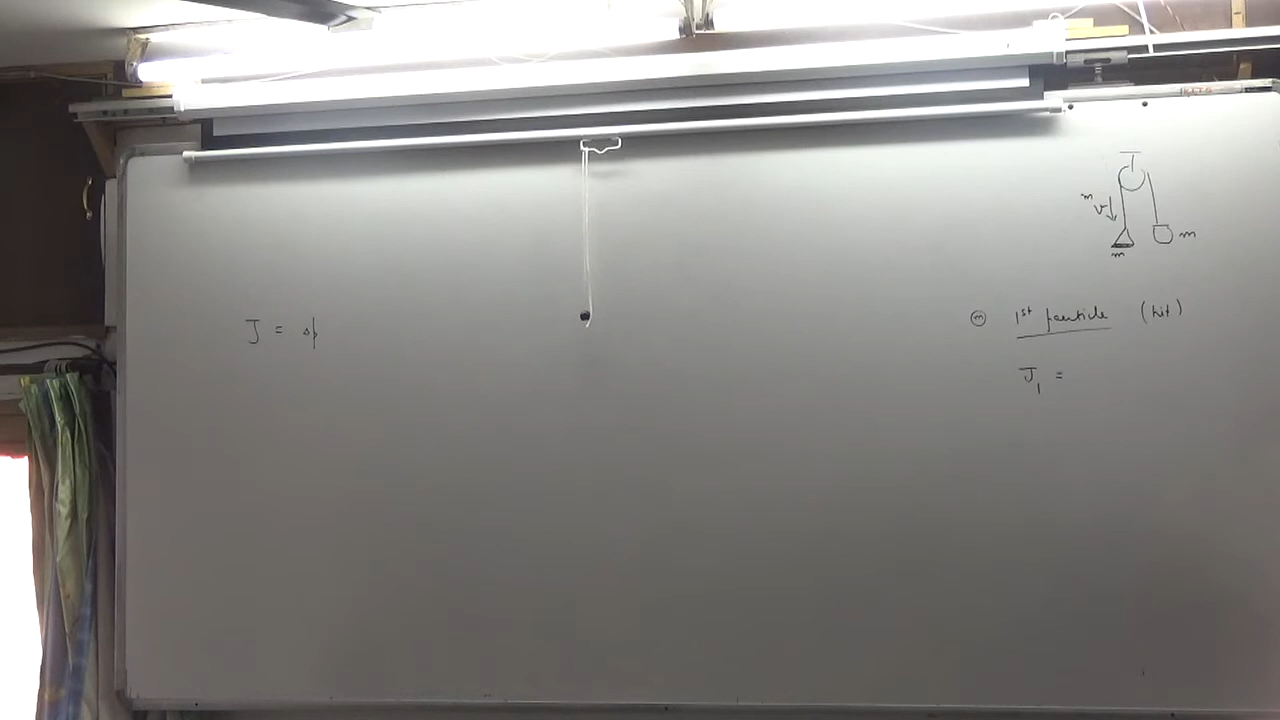 m
v
m
m
J = Δp
m 1st particle (hit)
J1 =